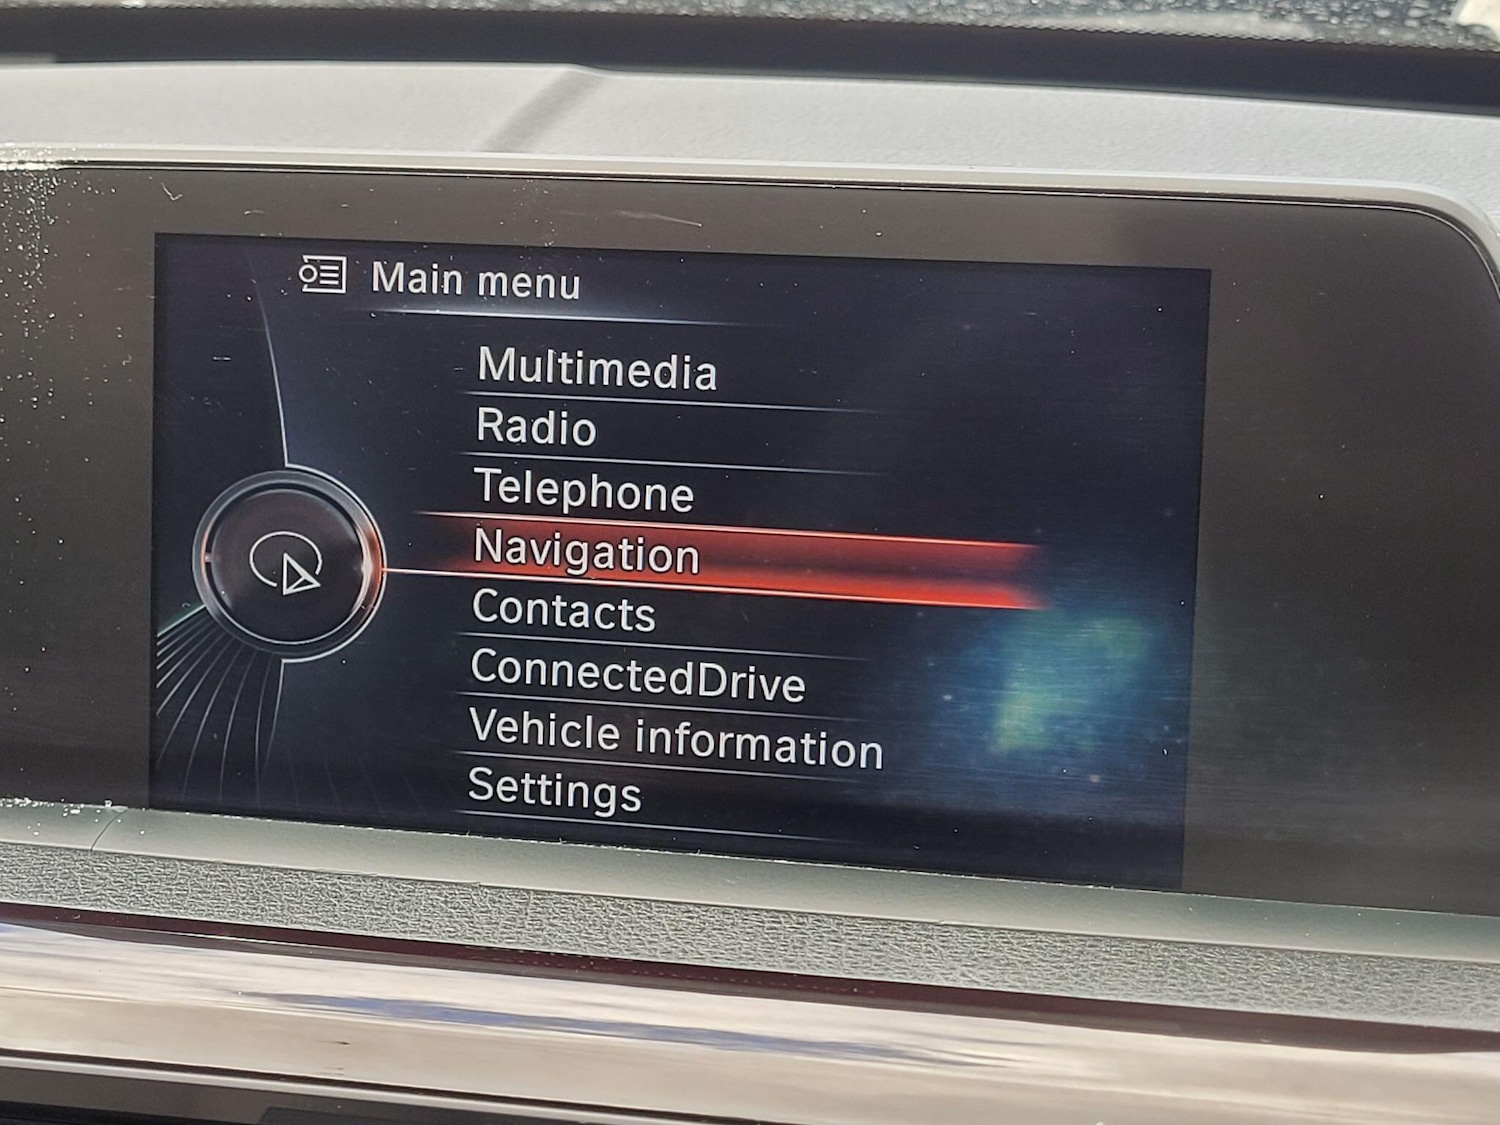 Main menu
Multimedia
Radio
Telephone
Navigation
Contacts
ConnectedDrive
Vehicle information
Settings